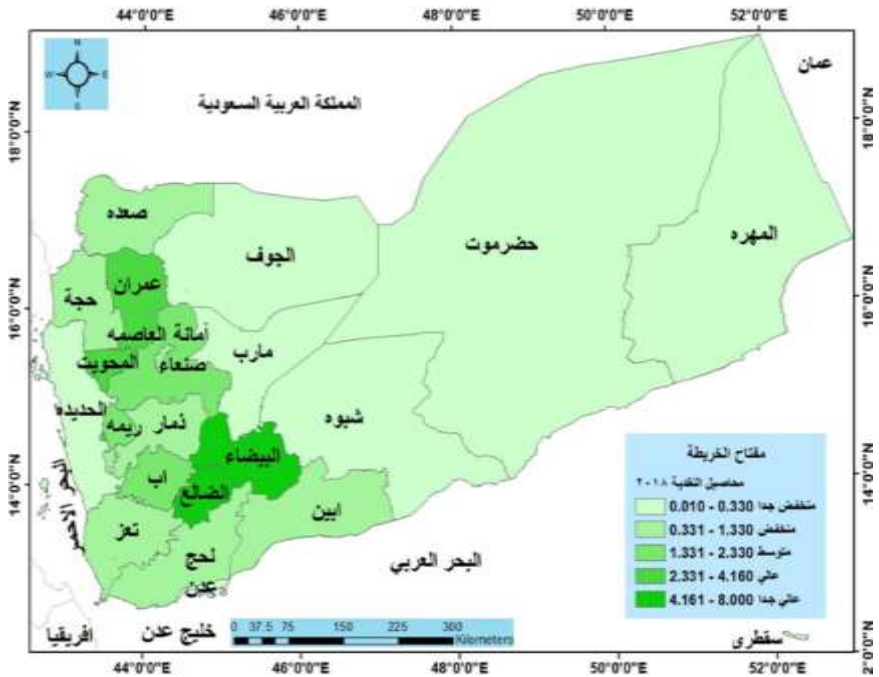 44°0'0"E 46°0'0"E 48°0'0"E 50°0'0"E 52°0'0"E
N
W E
S
عمان
المملكة العربية السعودية
18°0'0"N
18°0'0"N
صعده
الجوف
حضرموت
المهره
عمران
حجة
16°0'0"N
16°0'0"N
أمانة العاصمه
مارب
المحويت
صنعاء
شبوه
الحديده
ذمار
ريمه
البيضاء
اب
الضالع
14°0'0"N
14°0'0"N
ابين
البحر الاحمر
تعز
لحج
عدن
البحر العربي
مفتاح الخريطة
محاصيل النقدية ٢٠١٨
منخفض جدا 0.330 - 0.010
منخفض 1.330 - 0.331
متوسط 2.330 - 1.331
عالي 4.160 - 2.331
عالي جدا 8.000 - 4.161
0 37.5 75 150 225 300
Kilometers
افريقيا
خليج عدن
سقطرى
2°0'0"N
44°0'0"E 46°0'0"E 48°0'0"E 50°0'0"E 52°0'0"E